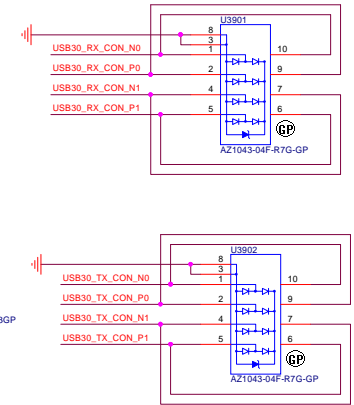 U3901
8
3
USB30_RX_CON_N0 1 10
USB30_RX_CON_P0 2 9
USB30_RX_CON_N1 4 7
USB30_RX_CON_P1 5 6
GP
AZ1043-04F-R7G-GP
U3902
8
3
USB30_TX_CON_N0 1 10
USB30_TX_CON_P0 2 9
3GP
USB30_TX_CON_N1 4 7
USB30_TX_CON_P1 5 6
GP
AZ1043-04F-R7G-GP